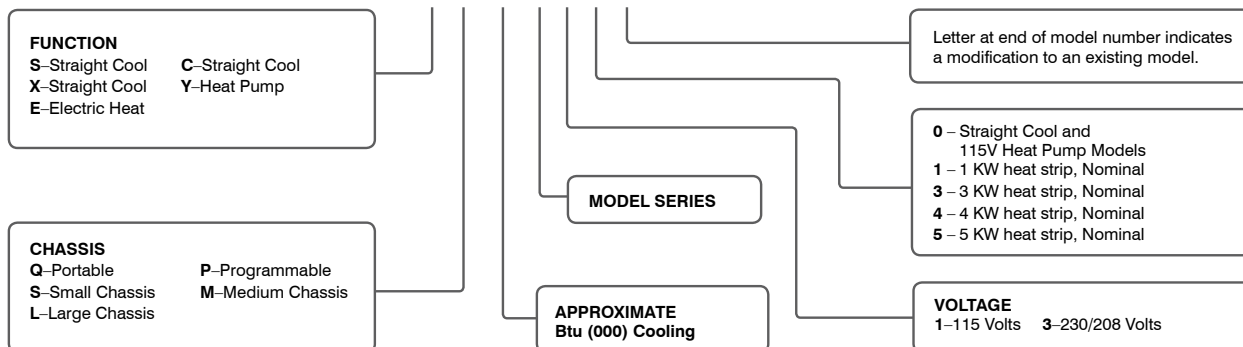 FUNCTION
S–Straight Cool C–Straight Cool
X–Straight Cool Y–Heat Pump
E–Electric Heat
CHASSIS
Q–Portable P–Programmable
S–Small Chassis M–Medium Chassis
L–Large Chassis
MODEL SERIES
APPROXIMATE
Btu (000) Cooling
Letter at end of model number indicates
a modification to an existing model.
0 – Straight Cool and
115V Heat Pump Models
1 – 1 KW heat strip, Nominal
3 – 3 KW heat strip, Nominal
4 – 4 KW heat strip, Nominal
5 – 5 KW heat strip, Nominal
VOLTAGE
1–115 Volts 3–230/208 Volts